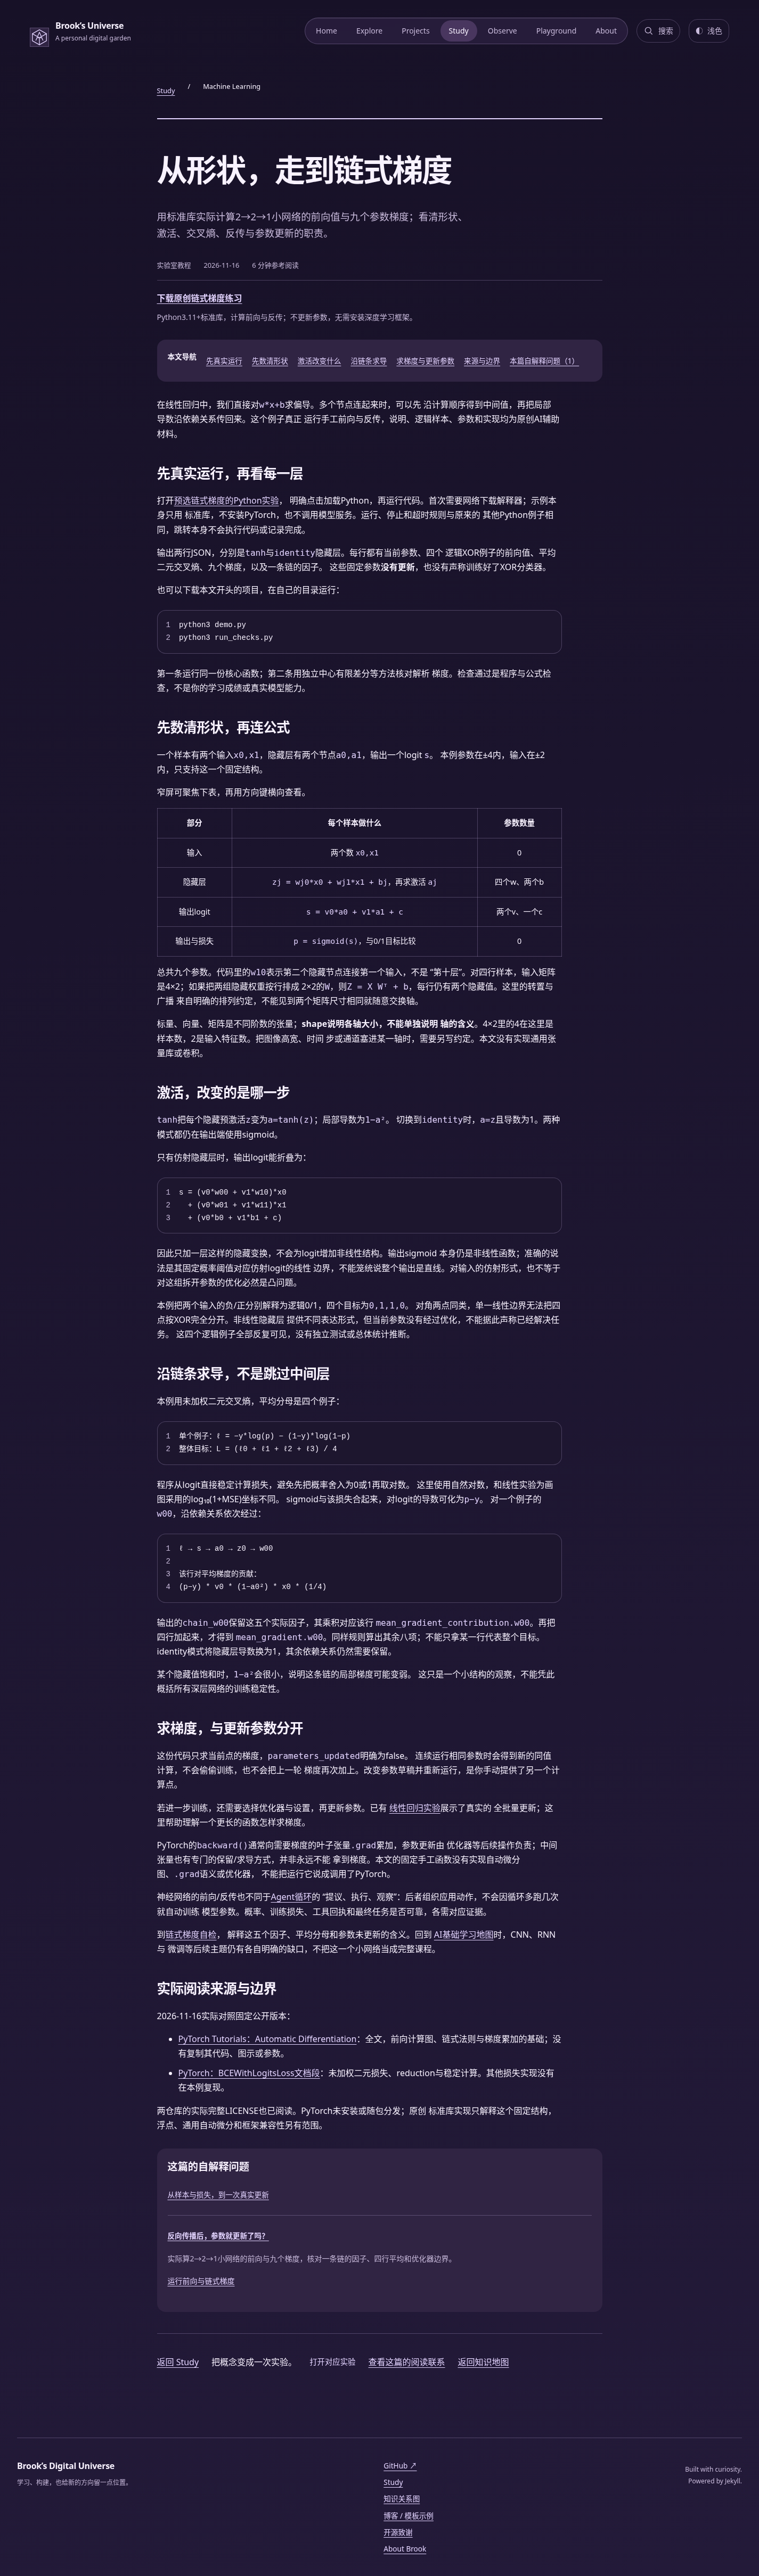 Brook's Universe
A personal digital garden
Home Explore Projects Study Observe Playground About
搜索
浅色
Study / Machine Learning
从形状，走到链式梯度
用标准库实际计算2→2→1小网络的前向值与九个参数梯度；看清形状、
激活、交叉熵、反传与参数更新的职责。
实验室教程 2026-11-16 6 分钟参考阅读
下载原创链式梯度练习
Python3.11+标准库，计算前向与反传；不更新参数，无需安装深度学习框架。
本文导航 先真实运行 先数清形状 激活改变什么 沿链条求导 求梯度与更新参数 来源与边界 本篇自解释问题（1）
在线性回归中，我们直接对w*x+b求偏导。多个节点连起来时，可以先 沿计算顺序得到中间值，再把局部
导数沿依赖关系传回来。这个例子真正 运行手工前向与反传，说明、逻辑样本、参数和实现均为原创AI辅助
材料。
先真实运行，再看每一层
打开预选链式梯度的Python实验， 明确点击加载Python，再运行代码。首次需要网络下载解释器；示例本
身只用 标准库，不安装PyTorch，也不调用模型服务。运行、停止和超时规则与原来的 其他Python例子相
同，跳转本身不会执行代码或记录完成。
输出两行JSON，分别是tanh与identity隐藏层。每行都有当前参数、四个 逻辑XOR例子的前向值、平均
二元交叉熵、九个梯度，以及一条链的因子。 这些固定参数没有更新，也没有声称训练好了XOR分类器。
也可以下载本文开头的项目，在自己的目录运行：
1 python3 demo.py
2 python3 run_checks.py
第一条运行同一份核心函数；第二条用独立中心有限差分等方法核对解析 梯度。检查通过是程序与公式检
查，不是你的学习成绩或真实模型能力。
先数清形状，再连公式
一个样本有两个输入x0,x1，隐藏层有两个节点a0,a1，输出一个logit s。 本例参数在±4内，输入在±2
内，只支持这一个固定结构。
窄屏可聚焦下表，再用方向键横向查看。
部分 每个样本做什么 参数数量
输入 两个数 x0,x1 0
隐藏层 zj = wj0*x0 + wj1*x1 + bj，再求激活 aj 四个w、两个b
输出logit s = v0*a0 + v1*a1 + c 两个v、一个c
输出与损失 p = sigmoid(s)，与0/1目标比较 0
总共九个参数。代码里的w10表示第二个隐藏节点连接第一个输入，不是 “第十层”。对四行样本，输入矩阵
是4×2；如果把两组隐藏权重按行排成 2×2的W，则Z = X Wᵀ + b，每行仍有两个隐藏值。这里的转置与
广播 来自明确的排列约定，不能见到两个矩阵尺寸相同就随意交换轴。
标量、向量、矩阵是不同阶数的张量；shape说明各轴大小，不能单独说明 轴的含义。4×2里的4在这里是
样本数，2是输入特征数。把图像高宽、时间 步或通道塞进某一轴时，需要另写约定。本文没有实现通用张
量库或卷积。
激活，改变的是哪一步
tanh把每个隐藏预激活z变为a=tanh(z)；局部导数为1−a²。 切换到identity时，a=z且导数为1。两种
模式都仍在输出端使用sigmoid。
只有仿射隐藏层时，输出logit能折叠为：
1 s = (v0*w00 + v1*w10)*x0
2 + (v0*w01 + v1*w11)*x1
3 + (v0*b0 + v1*b1 + c)
因此只加一层这样的隐藏变换，不会为logit增加非线性结构。输出sigmoid 本身仍是非线性函数；准确的说
法是其固定概率阈值对应仿射logit的线性 边界，不能笼统说整个输出是直线。对输入的仿射形式，也不等于
对这组拆开参数的优化必然是凸问题。
本例把两个输入的负/正分别解释为逻辑0/1，四个目标为0,1,1,0。 对角两点同类，单一线性边界无法把四
点按XOR完全分开。非线性隐藏层 提供不同表达形式，但当前参数没有经过优化，不能据此声称已经解决任
务。 这四个逻辑例子全部反复可见，没有独立测试或总体统计推断。
沿链条求导，不是跳过中间层
本例用未加权二元交叉熵，平均分母是四个例子：
1 单个例子：ℓ = −y*log(p) − (1−y)*log(1−p)
2 整体目标：L = (ℓ0 + ℓ1 + ℓ2 + ℓ3) / 4
程序从logit直接稳定计算损失，避免先把概率舍入为0或1再取对数。 这里使用自然对数，和线性实验为画
图采用的log₁₀(1+MSE)坐标不同。 sigmoid与该损失合起来，对logit的导数可化为p−y。 对一个例子的
w00，沿依赖关系依次经过：
1 ℓ → s → a0 → z0 → w00
2
3 该行对平均梯度的贡献：
4 (p−y) * v0 * (1−a0²) * x0 * (1/4)
输出的chain_w00保留这五个实际因子，其乘积对应该行 mean_gradient_contribution.w00。再把
四行加起来，才得到 mean_gradient.w00。同样规则算出其余八项；不能只拿某一行代表整个目标。
identity模式将隐藏层导数换为1，其余依赖关系仍然需要保留。
某个隐藏值饱和时，1−a²会很小，说明这条链的局部梯度可能变弱。 这只是一个小结构的观察，不能凭此
概括所有深层网络的训练稳定性。
求梯度，与更新参数分开
这份代码只求当前点的梯度，parameters_updated明确为false。 连续运行相同参数时会得到新的同值
计算，不会偷偷训练，也不会把上一轮 梯度再次加上。改变参数草稿并重新运行，是你手动提供了另一个计
算点。
若进一步训练，还需要选择优化器与设置，再更新参数。已有 线性回归实验展示了真实的 全批量更新；这
里帮助理解一个更长的函数怎样求梯度。
PyTorch的backward()通常向需要梯度的叶子张量.grad累加，参数更新由 优化器等后续操作负责；中间
张量也有专门的保留/求导方式，并非永远不能 拿到梯度。本文的固定手工函数没有实现自动微分
图、.grad语义或优化器， 不能把运行它说成调用了PyTorch。
神经网络的前向/反传也不同于Agent循环的 “提议、执行、观察”：后者组织应用动作，不会因循环多跑几次
就自动训练 模型参数。概率、训练损失、工具回执和最终任务是否可靠，各需对应证据。
到链式梯度自检， 解释这五个因子、平均分母和参数未更新的含义。回到 AI基础学习地图时，CNN、RNN
与 微调等后续主题仍有各自明确的缺口，不把这一个小网络当成完整课程。
实际阅读来源与边界
2026-11-16实际对照固定公开版本：
PyTorch Tutorials：Automatic Differentiation：全文，前向计算图、链式法则与梯度累加的基础；没
有复制其代码、图示或参数。
PyTorch：BCEWithLogitsLoss文档段：未加权二元损失、reduction与稳定计算。其他损失实现没有
在本例复现。
两仓库的实际完整LICENSE也已阅读。PyTorch未安装或随包分发；原创 标准库实现只解释这个固定结构，
浮点、通用自动微分和框架兼容性另有范围。
这篇的自解释问题
从样本与损失，到一次真实更新
反向传播后，参数就更新了吗？
实际算2→2→1小网络的前向与九个梯度，核对一条链的因子、四行平均和优化器边界。
运行前向与链式梯度
返回 Study 把概念变成一次实验。 打开对应实验 查看这篇的阅读联系 返回知识地图
Brook's Digital Universe
学习、构建，也给新的方向留一点位置。
GitHub ↗
Study
知识关系图
博客 / 模板示例
开源致谢
About Brook
Built with curiosity.
Powered by Jekyll.